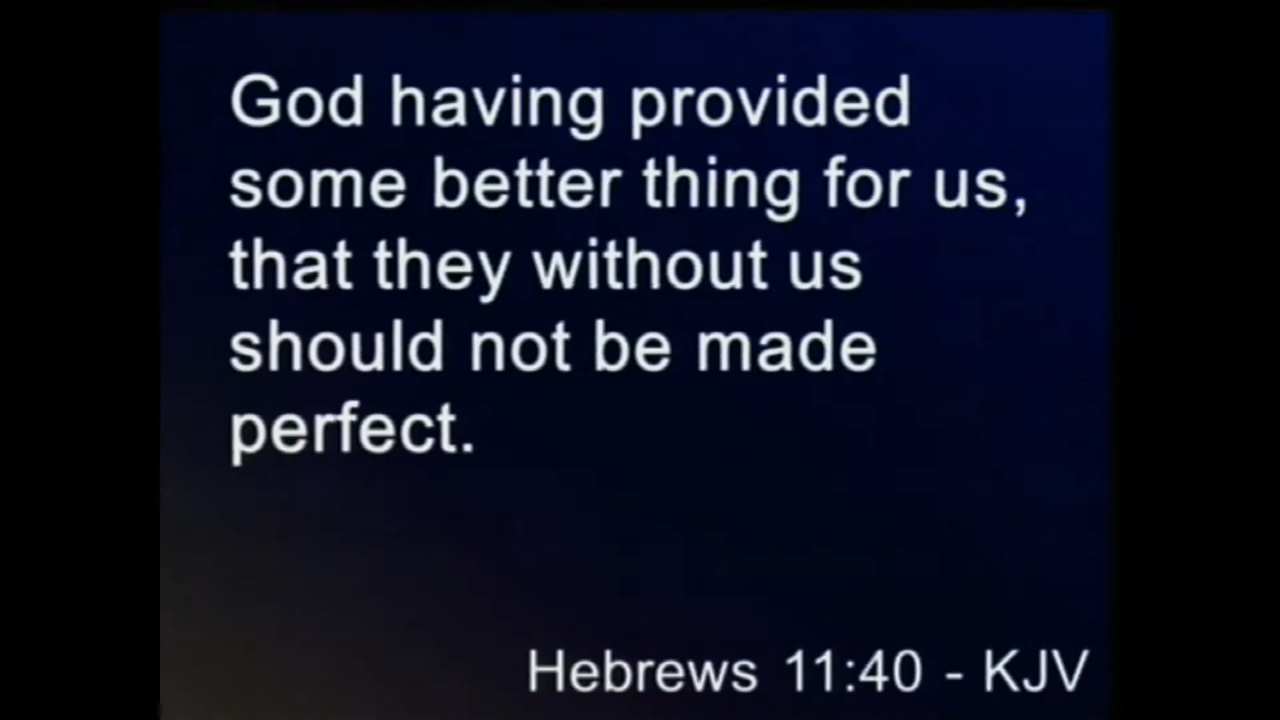 God having provided
some better thing for us,
that they without us
should not be made
perfect.
Hebrews 11:40 - KJV